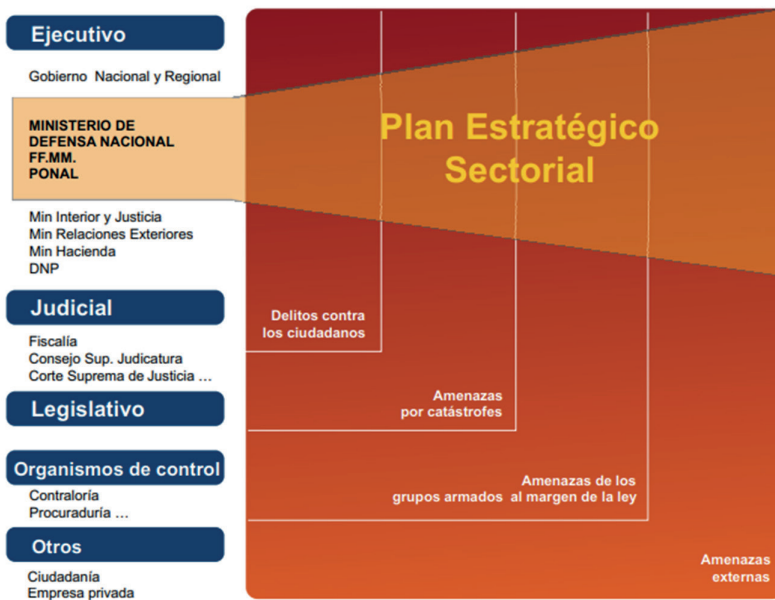 Ejecutivo
Gobierno Nacional y Regional
MINISTERIO DE
DEFENSA NACIONAL
FF.MM.
PONAL
Min Interior y Justicia
Min Relaciones Exteriores
Min Hacienda
DNP
Judicial
Fiscalía
Consejo Sup. Judicatura
Corte Suprema de Justicia ...
Legislativo
Organismos de control
Contraloría
Procuraduría ...
Otros
Ciudadanía
Empresa privada
Plan Estratégico
Sectorial
Delitos contra
los ciudadanos
Amenazas
por catástrofes
Amenazas de los
grupos armados al margen de la ley
Amenazas
externas